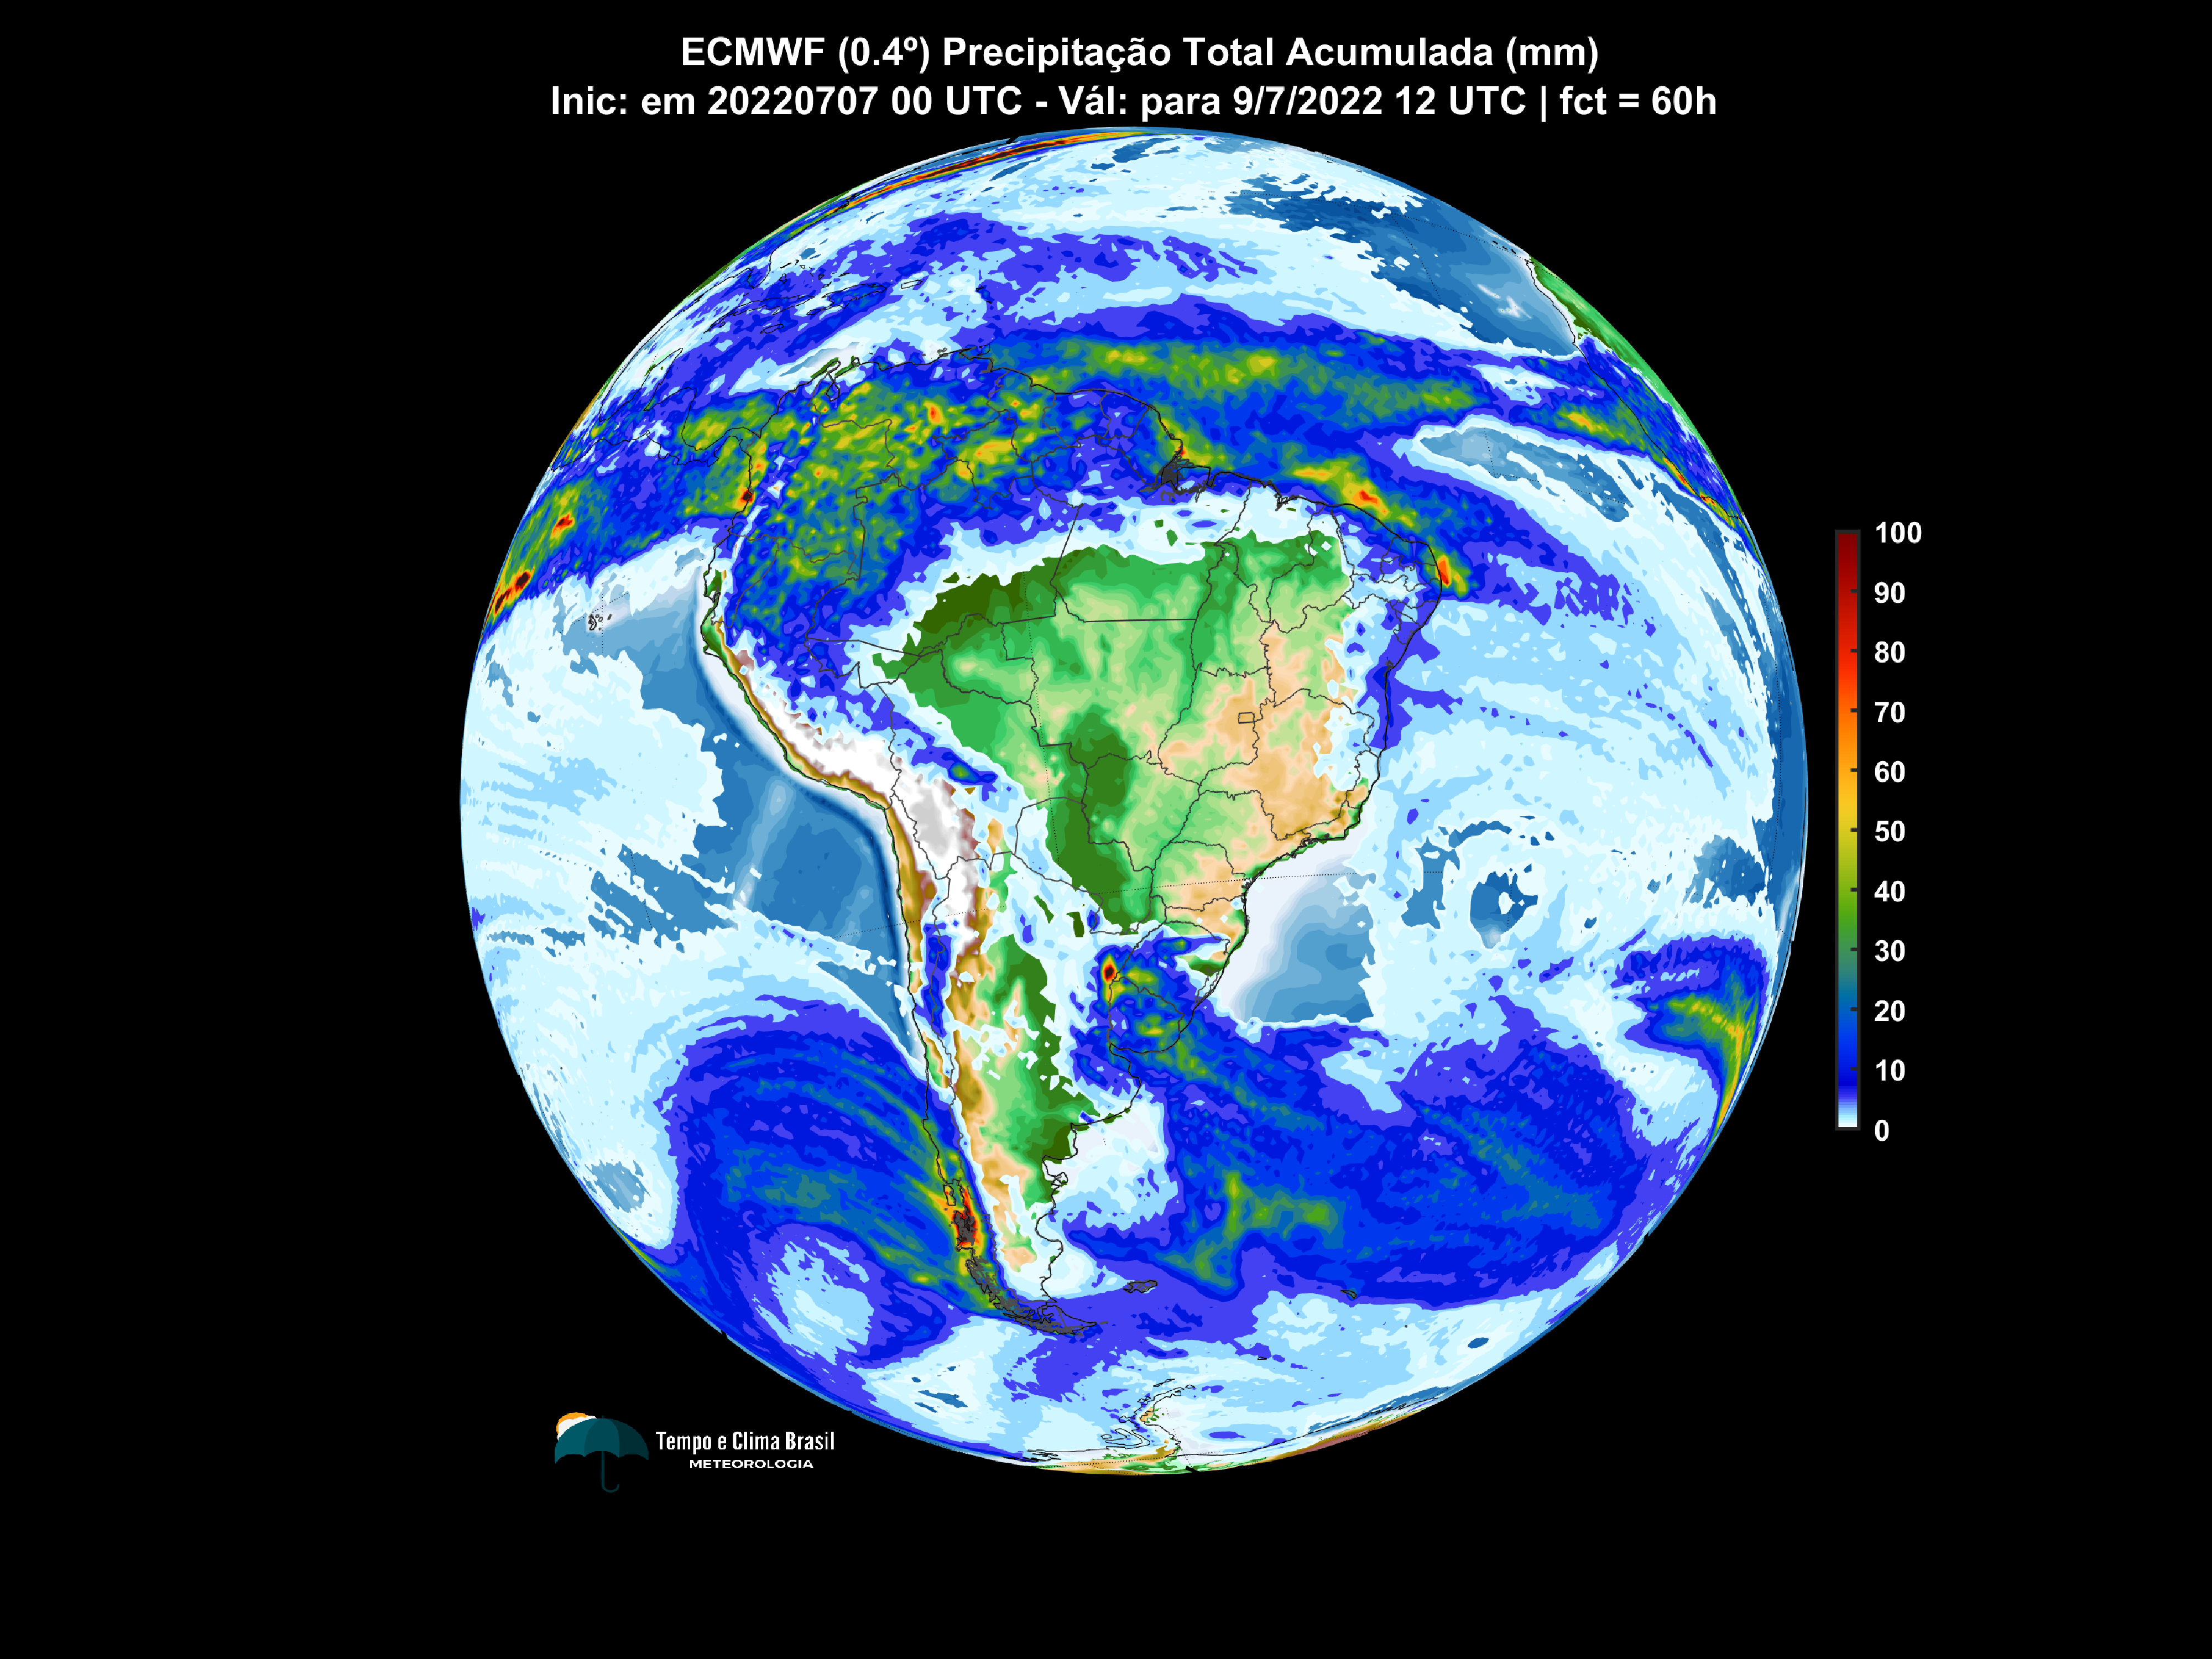 ECMWF (0.4º) Precipitação Total Acumulada (mm)
Inic: em 20220707 00 UTC - Vál: para 9/7/2022 12 UTC | fct = 60h
100
90
80
70
60
50
40
30
20
10
0
Tempo e Clima Brasil
METEOROLOGIA